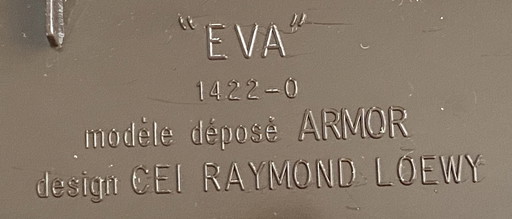 "EVA"
1422-0
modèle déposé ARMOR
design CEI RAYMOND LOEWY